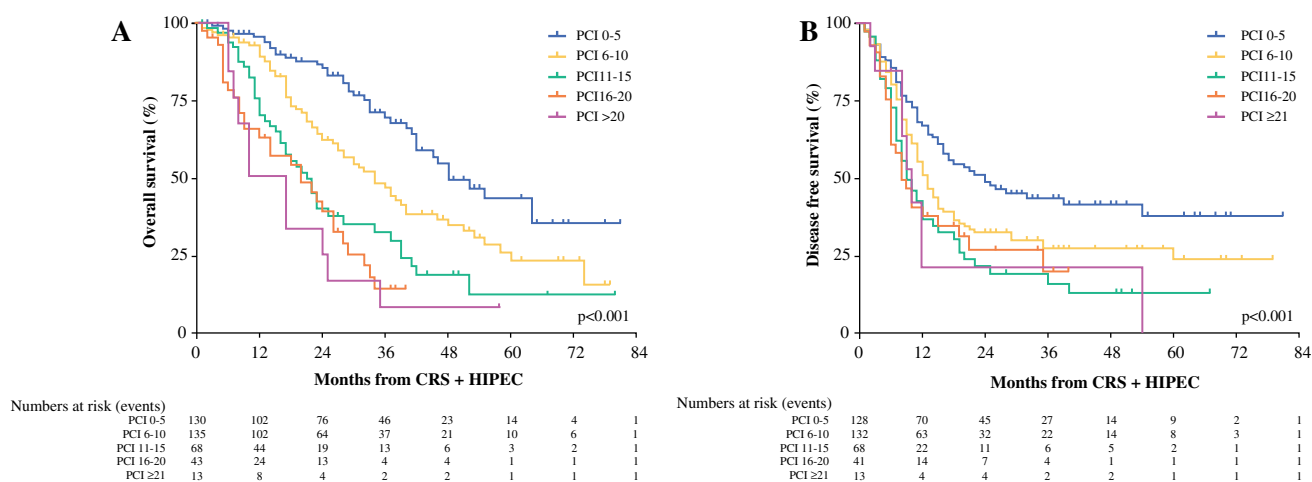 A
100
75
50
25
0
Overall survival (%)
PCI 0-5
PCI 6-10
PCI11-15
PCI16-20
PCI >20
p<0.001
0 12 24 36 48 60 72 84
Months from CRS + HIPEC
Numbers at risk (events)
PCI 0-5 130 102 76 46 23 14 4 1
PCI 6-10 135 102 64 37 21 10 6 1
PCI 11-15 68 44 19 13 6 3 2 1
PCI 16-20 43 24 13 4 4 1 1 1
PCI ≥21 13 8 4 2 2 1 1 1
B
100
75
50
25
0
Disease free survival (%)
PCI 0-5
PCI 6-10
PCI11-15
PCI16-20
PCI ≥21
p<0.001
0 12 24 36 48 60 72 84
Months from CRS + HIPEC
Numbers at risk (events)
PCI 0-5 128 70 45 27 14 9 2 1
PCI 6-10 132 63 32 22 14 8 3 1
PCI 11-15 68 22 11 6 5 2 1 1
PCI 16-20 41 14 7 4 1 1 1 1
PCI ≥21 13 4 4 2 2 1 1 1